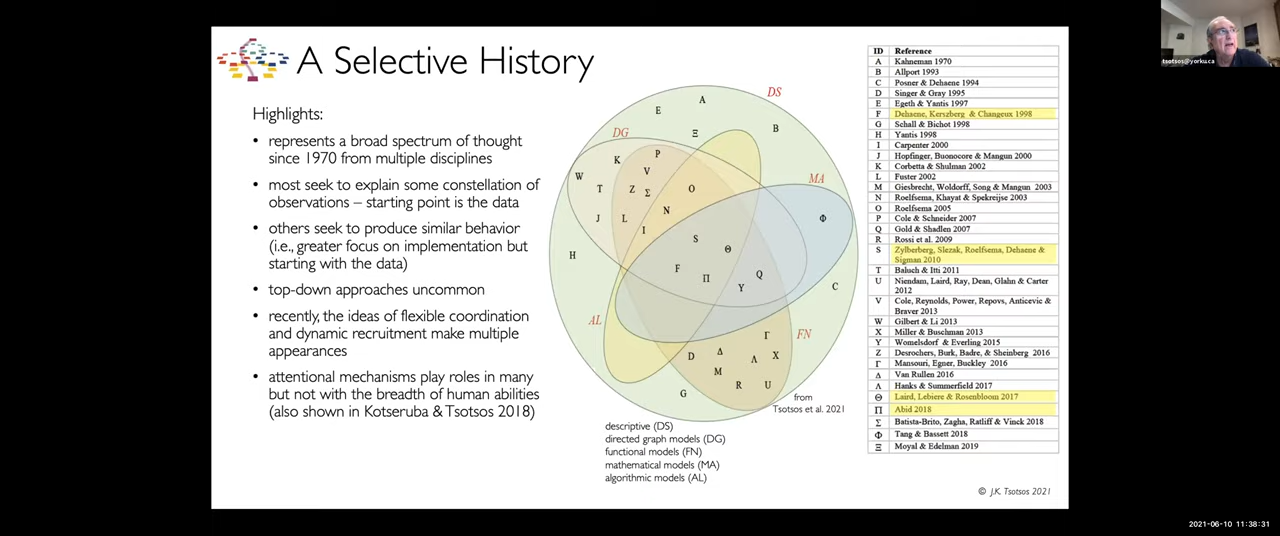 A Selective History
Highlights:
• represents a broad spectrum of thought
since 1970 from multiple disciplines
• most seek to explain some constellation of
observations – starting point is the data
• others seek to produce similar behavior
(i.e., greater focus on implementation but
starting with the data)
• top-down approaches uncommon
• recently, the ideas of flexible coordination
and dynamic recruitment make multiple
appearances
• attentional mechanisms play roles in many
but not with the breadth of human abilities
(also shown in Kotseruba & Tsotsos 2018)
DS
A
E
B
Ξ
DG
P
K
V
W
MA
T
Z
Σ
O
N
J
L
Φ
I
S
Θ
H
F
Π
Q
Y
C
AL
FN
Γ
D
Δ
Λ
X
M
R
U
G
from
Tsotsos et al. 2021
descriptive (DS)
directed graph models (DG)
functional models (FN)
mathematical models (MA)
algorithmic models (AL)
ID Reference
A Kahneman 1970
B Allport 1993
C Posner & Dehaene 1994
D Singer & Gray 1995
E Egeth & Yantis 1997
F Dehaene, Kerszberg & Changeux 1998
G Schall & Bichot 1998
H Yantis 1998
I Carpenter 2000
J Hopfinger, Buonocore & Mangun 2000
K Corbetta & Shulman 2002
L Fuster 2002
M Giesbrecht, Woldorff, Song & Mangun 2003
N Roelfsema, Khayat & Spekreijse 2003
O Roelfsema 2005
P Cole & Schneider 2007
Q Gold & Shadlen 2007
R Rossi et al. 2009
S Zylberberg, Slezak, Roelfsema, Dehaene &
Sigman 2010
T Baluch & Itti 2011
U Niendam, Laird, Ray, Dean, Glahn & Carter
2012
V Cole, Reynolds, Power, Repovs, Anticevic &
Braver 2013
W Gilbert & Li 2013
X Miller & Buschman 2013
Y Womelsdorf & Everling 2015
Z Desrochers, Burk, Badre, & Sheinberg 2016
Γ Mansouri, Egner, Buckley 2016
Δ Van Rullen 2016
Λ Hanks & Summerfield 2017
Θ Laird, Lebiere & Rosenbloom 2017
Π Abid 2018
Σ Batista-Brito, Zagha, Ratliff & Vinck 2018
Φ Tang & Bassett 2018
Ξ Moyal & Edelman 2019
© J.K. Tsotsos 2021
tsotsos@yorku.ca
2021-06-10 11:38:31